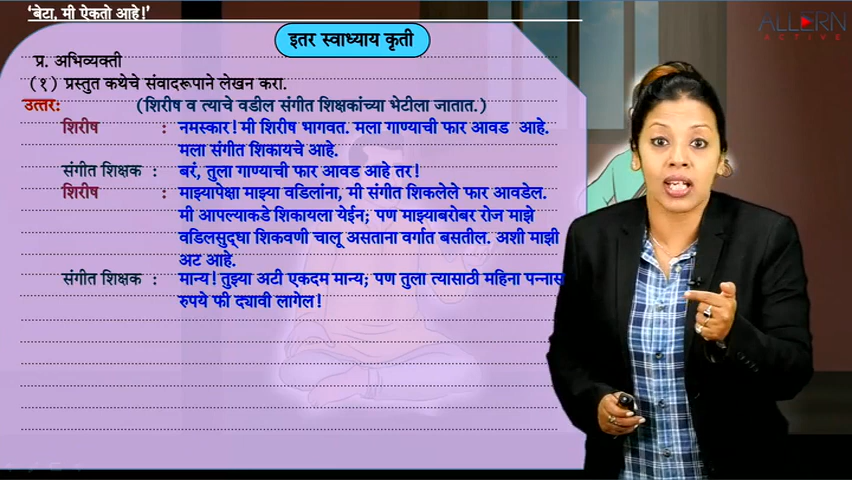 ‘बेटा, मी ऐकतो आहे!’
ALLERN
ACTIVE
इतर स्वाध्याय कृती
प्र. अभिव्यक्ती
(१) प्रस्तुत कथेचे संवादरूपाने लेखन करा.
उत्तर: (शिरीष व त्याचे वडील संगीत शिक्षकांच्या भेटीला जातात.)
शिरीष : नमस्कार! मी शिरीष भागवत. मला गाण्याची फार आवड आहे.
मला संगीत शिकायचे आहे.
संगीत शिक्षक : बरं, तुला गाण्याची फार आवड आहे तर!
शिरीष : माझ्यापेक्षा माझ्या वडिलांना, मी संगीत शिकलेले फार आवडेल.
मी आपल्याकडे शिकायला येईन; पण माझ्याबरोबर रोज माझे
वडिलसुद्धा शिकवणी चालू असताना वर्गात बसतील. अशी माझी
अट आहे.
संगीत शिक्षक : मान्य! तुझ्या अटी एकदम मान्य; पण तुला त्यासाठी महिना पन्नास
रुपये फी द्यावी लागेल!